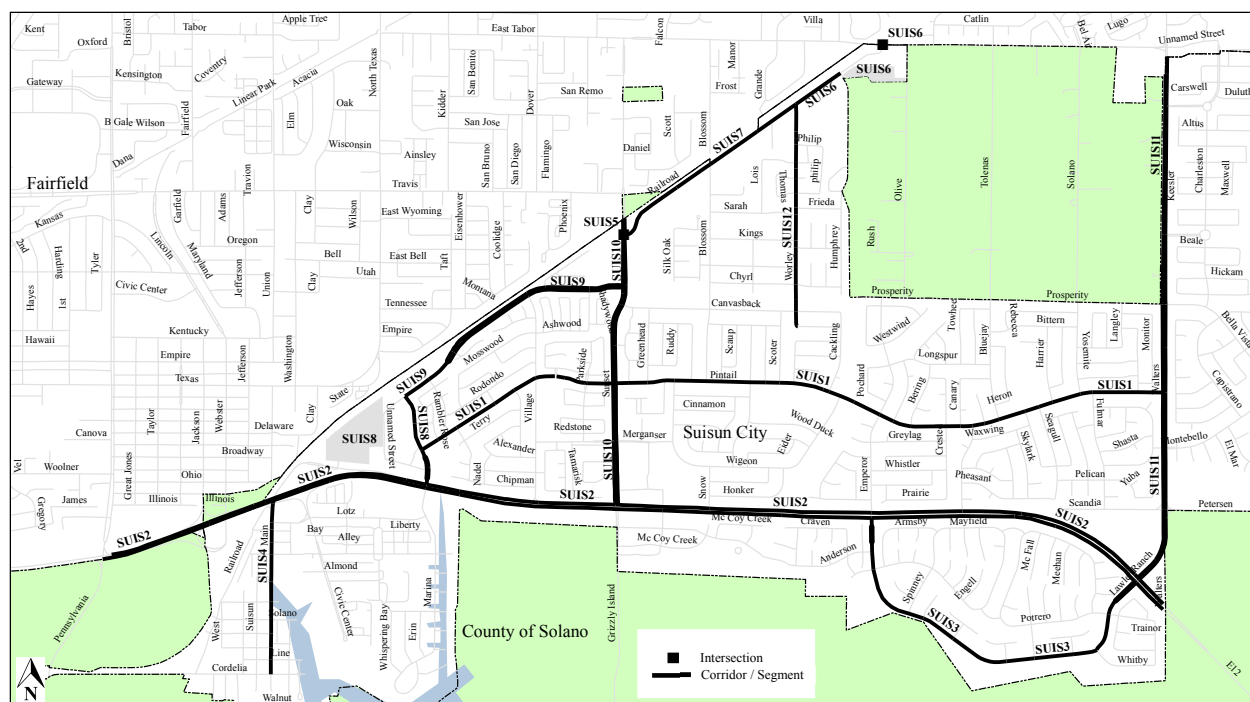 Kent
Oxford
Bristol
Tabor
Apple Tree
East Tabor
Falcon
Villa
SUIS6
Catlin
Bel Air
Lugo
Unnamed Street
Gateway
Kensington
Coventry
Linear Park
Acacia
North Texas
San Benito
Dover
Manor
Frost
Grande
SUIS6
SUIS6
Carswell
Duluth
B Gale Wilson
Fairfield
Elm
Oak
Kidder
San Remo
San Jose
Scott
Blossom
SUIS7
Altus
Dana
Wisconsin
Ainsley
San Bruno
San Diego
Flamingo
Daniel
Philip
philip
SUIS11
Keesler
Charleston
Maxwell
Fairfield
Travis
Railroad
Lois
Thomas
Olive
Tolenas
Solano
Kansas
Garfield
Adams
Travion
Clay
Wilson
East Wyoming
Eisenhower
Coolidge
Phoenix
SUIS5
Sarah
Frieda
2nd
Lincoln
Maryland
Oregon
Kings
SUIS12
Humphrey
Rush
Beale
Tyler
1st
Hayes
Jefferson
Union
Bell
Clay
Utah
East Bell
Taft
SUIS10
Silk Oak
Blossom
Chyrl
Worley
Hickam
Civic Center
Montana
SUIS9
Prosperity
Prosperity
Tennessee
Canvasback
Hawaii
Kentucky
Empire
Ashwood
Greenhead
Ruddy
Scaup
Scoter
Cackling
Westwind
Towhee
Bluejay
Rebecca
Bittern
Langley
Monitor
Bella Vista
Empire
Jefferson
Washington
Mosswood
Parkside
Longspur
Harrier
Yosemite
Texas
State
SUIS9
Rodondo
Sunset
Pintail
SUIS1
Pochard
Bering
Canary
Heron
SUIS1
Walters
Capistrano
Taylor
Jackson
Webster
Clay
Delaware
Unnamed Street
SUIS8
Rambler Rose
SUIS1
Terry
Village
Cinnamon
Fulmar
Canova
SUIS8
Redstone
Merganser
Suisun City
Wood Duck
Eider
Greylag
Crested
Waxwing
Seagull
Skylark
Shasta
Montebello
El Mar
Vel
Woolner
Great Jones
Broadway
Alexander
SUIS10
Wigeon
Emperor
Whistler
Pheasant
Pelican
Yuba
SUIS11
Ohio
SUIS2
Nadel
Chipman
Tamarisk
Snow
Honker
Prairie
Scandia
Petersen
Gregory
James
Illinois
Illinois
SUIS2
SUIS2
SUIS2
SUIS2
Main
Lotz
Bay
Liberty
Alley
Mc Coy Creek
Craven
Armsby
Mayfield
Railroad
SUIS4
Almond
Mc Coy Creek
Anderson
Mc Fall
Meehan
Lawler Ranch
Walters
Pennsylvania
West
Suisun
Solano
Civic Center
Whispring Bay
Erin
Marina
Grizzly Island
Spinney
Engell
Potrero
Trainor
Line
County of Solano
SUIS3
SUIS3
Whitby
E12
Cordelia
Walnut
N
Intersection
Corridor / Segment